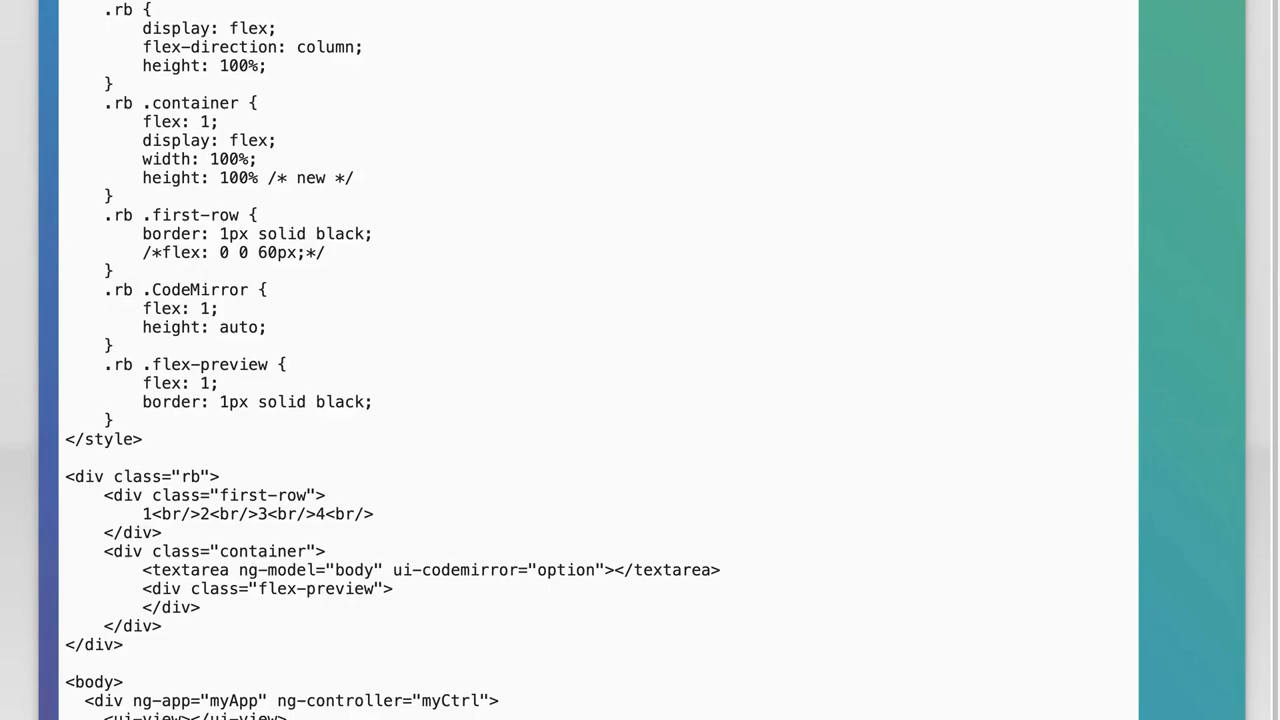 .rb {
display: flex;
flex-direction: column;
height: 100%;
}
.rb .container {
flex: 1;
display: flex;
width: 100%;
height: 100% /* new */
}
.rb .first-row {
border: 1px solid black;
/*flex: 0 0 60px;*/
}
.rb .CodeMirror {
flex: 1;
height: auto;
}
.rb .flex-preview {
flex: 1;
border: 1px solid black;
}
</style>
<div class="rb">
<div class="first-row">
1<br/>2<br/>3<br/>4<br/>
</div>
<div class="container">
<textarea ng-model="body" ui-codemirror="option"></textarea>
<div class="flex-preview">
</div>
</div>
</div>
<body>
<div ng-app="myApp" ng-controller="myCtrl">
<ui-view></ui-view>